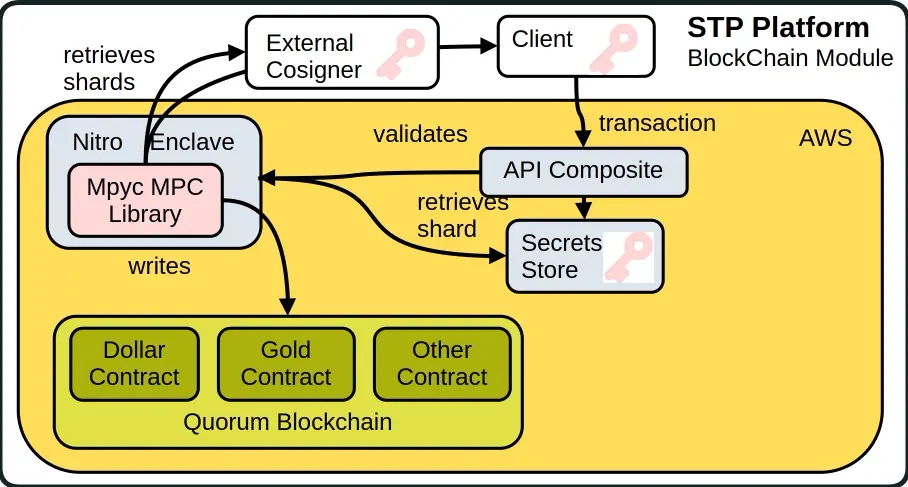 STP Platform
BlockChain Module
retrieves
shards
External
Cosigner
Client
transaction
AWS
validates
Nitro Enclave
Mpyc MPC
Library
API Composite
retrieves
shard
Secrets
Store
writes
Dollar
Contract
Gold
Contract
Other
Contract
Quorum Blockchain